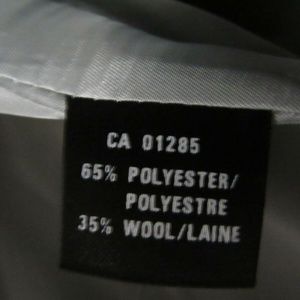 CA 01285
65% POLYESTER/
POLYESTRE
35% WOOL/LAINE